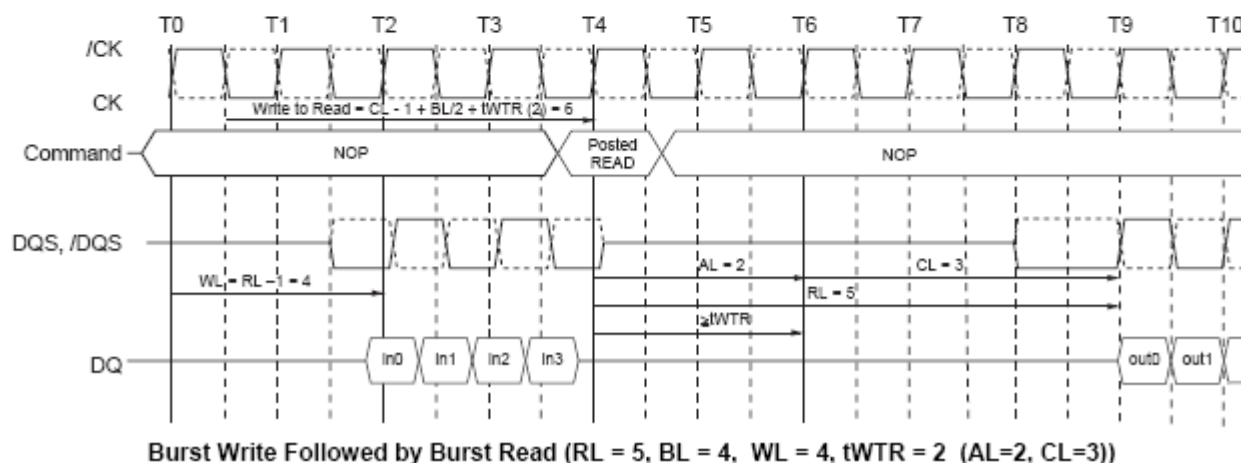 T0 T1 T2 T3 T4 T5 T6 T7 T8 T9 T10
/CK
CK
Write to Read = CL - 1 + BL/2 + tWTR (2) = 6
Command
NOP
Posted
READ
NOP
DQS, /DQS
AL = 2
CL = 3
WL = RL –1 = 4
RL = 5
≥tWTR
DQ
In0 In1 In2 In3
out0 out1
Burst Write Followed by Burst Read (RL = 5, BL = 4, WL = 4, tWTR = 2 (AL=2, CL=3))